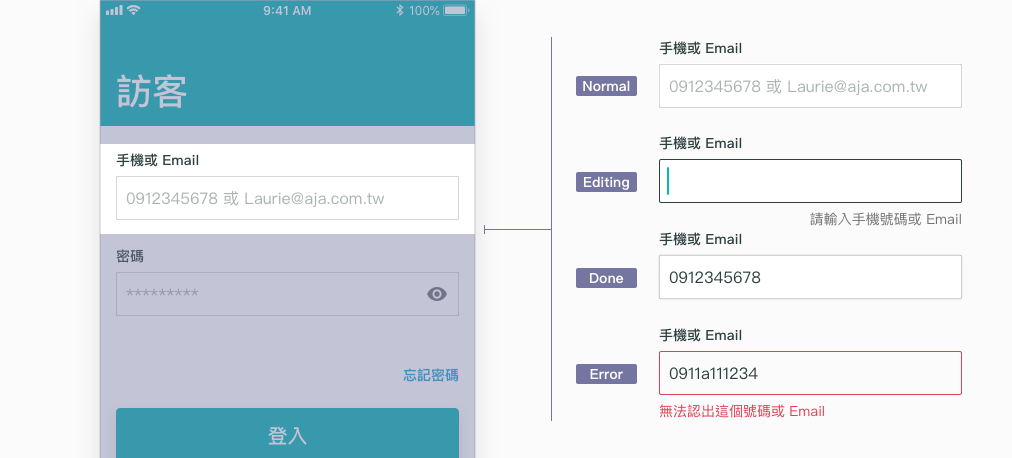 9:41 AM
100%
訪客
手機或 Email
0912345678 或 Laurie@aja.com.tw
密碼
*********
忘記密碼
登入
手機或 Email
Normal
0912345678 或 Laurie@aja.com.tw
手機或 Email
Editing
請輸入手機號碼或 Email
手機或 Email
Done
0912345678
手機或 Email
Error
0911a111234
無法認出這個號碼或 Email